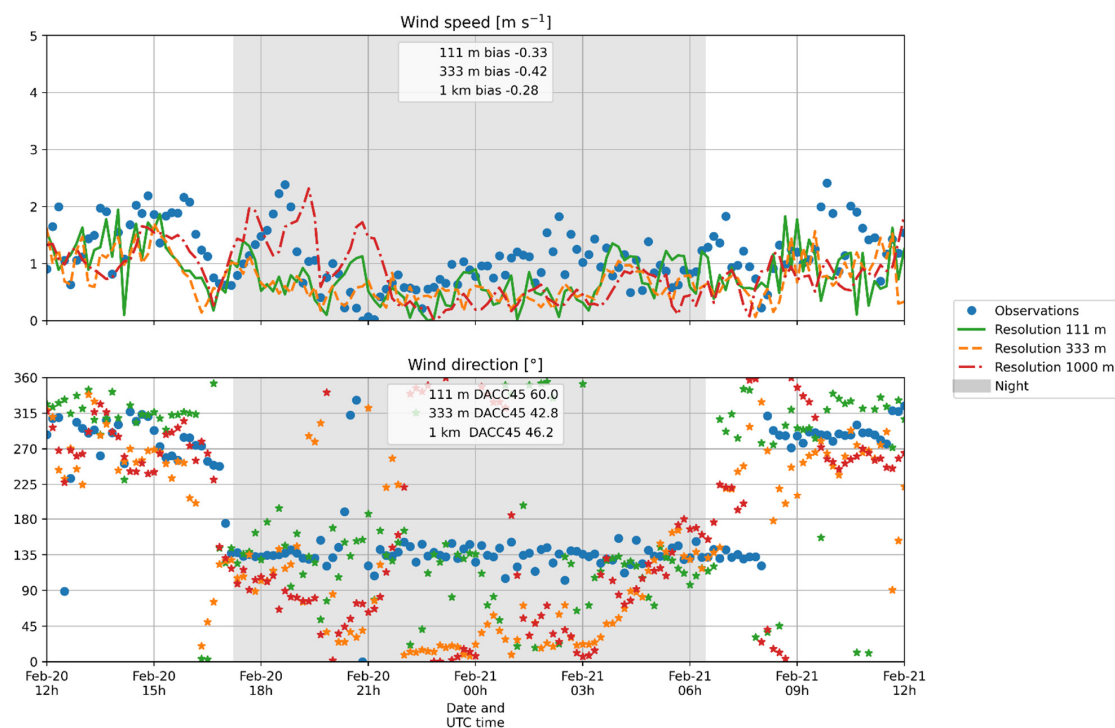 Wind speed [m s⁻¹]
5
4
3
2
1
0
111 m bias -0.33
333 m bias -0.42
1 km bias -0.28
Feb-20 12h
Feb-20 15h
Feb-20 18h
Feb-20 21h
Feb-21 00h
Feb-21 03h
Feb-21 06h
Feb-21 09h
Feb-21 12h
Wind direction [°]
360
315
270
225
180
135
90
45
0
111 m DACC45 60.0
333 m DACC45 42.8
1 km DACC45 46.2
Date and
UTC time
Observations
Resolution 111 m
Resolution 333 m
Resolution 1000 m
Night